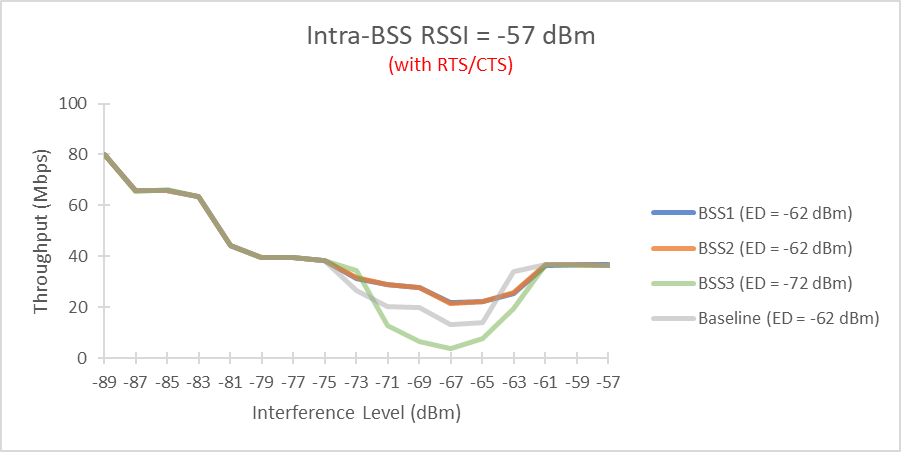 Intra-BSS RSSI = -57 dBm
(with RTS/CTS)
100
80
60
40
20
0
Throughput (Mbps)
-89 -87 -85 -83 -81 -79 -77 -75 -73 -71 -69 -67 -65 -63 -61 -59 -57
Interference Level (dBm)
BSS1 (ED = -62 dBm)
BSS2 (ED = -62 dBm)
BSS3 (ED = -72 dBm)
Baseline (ED = -62 dBm)